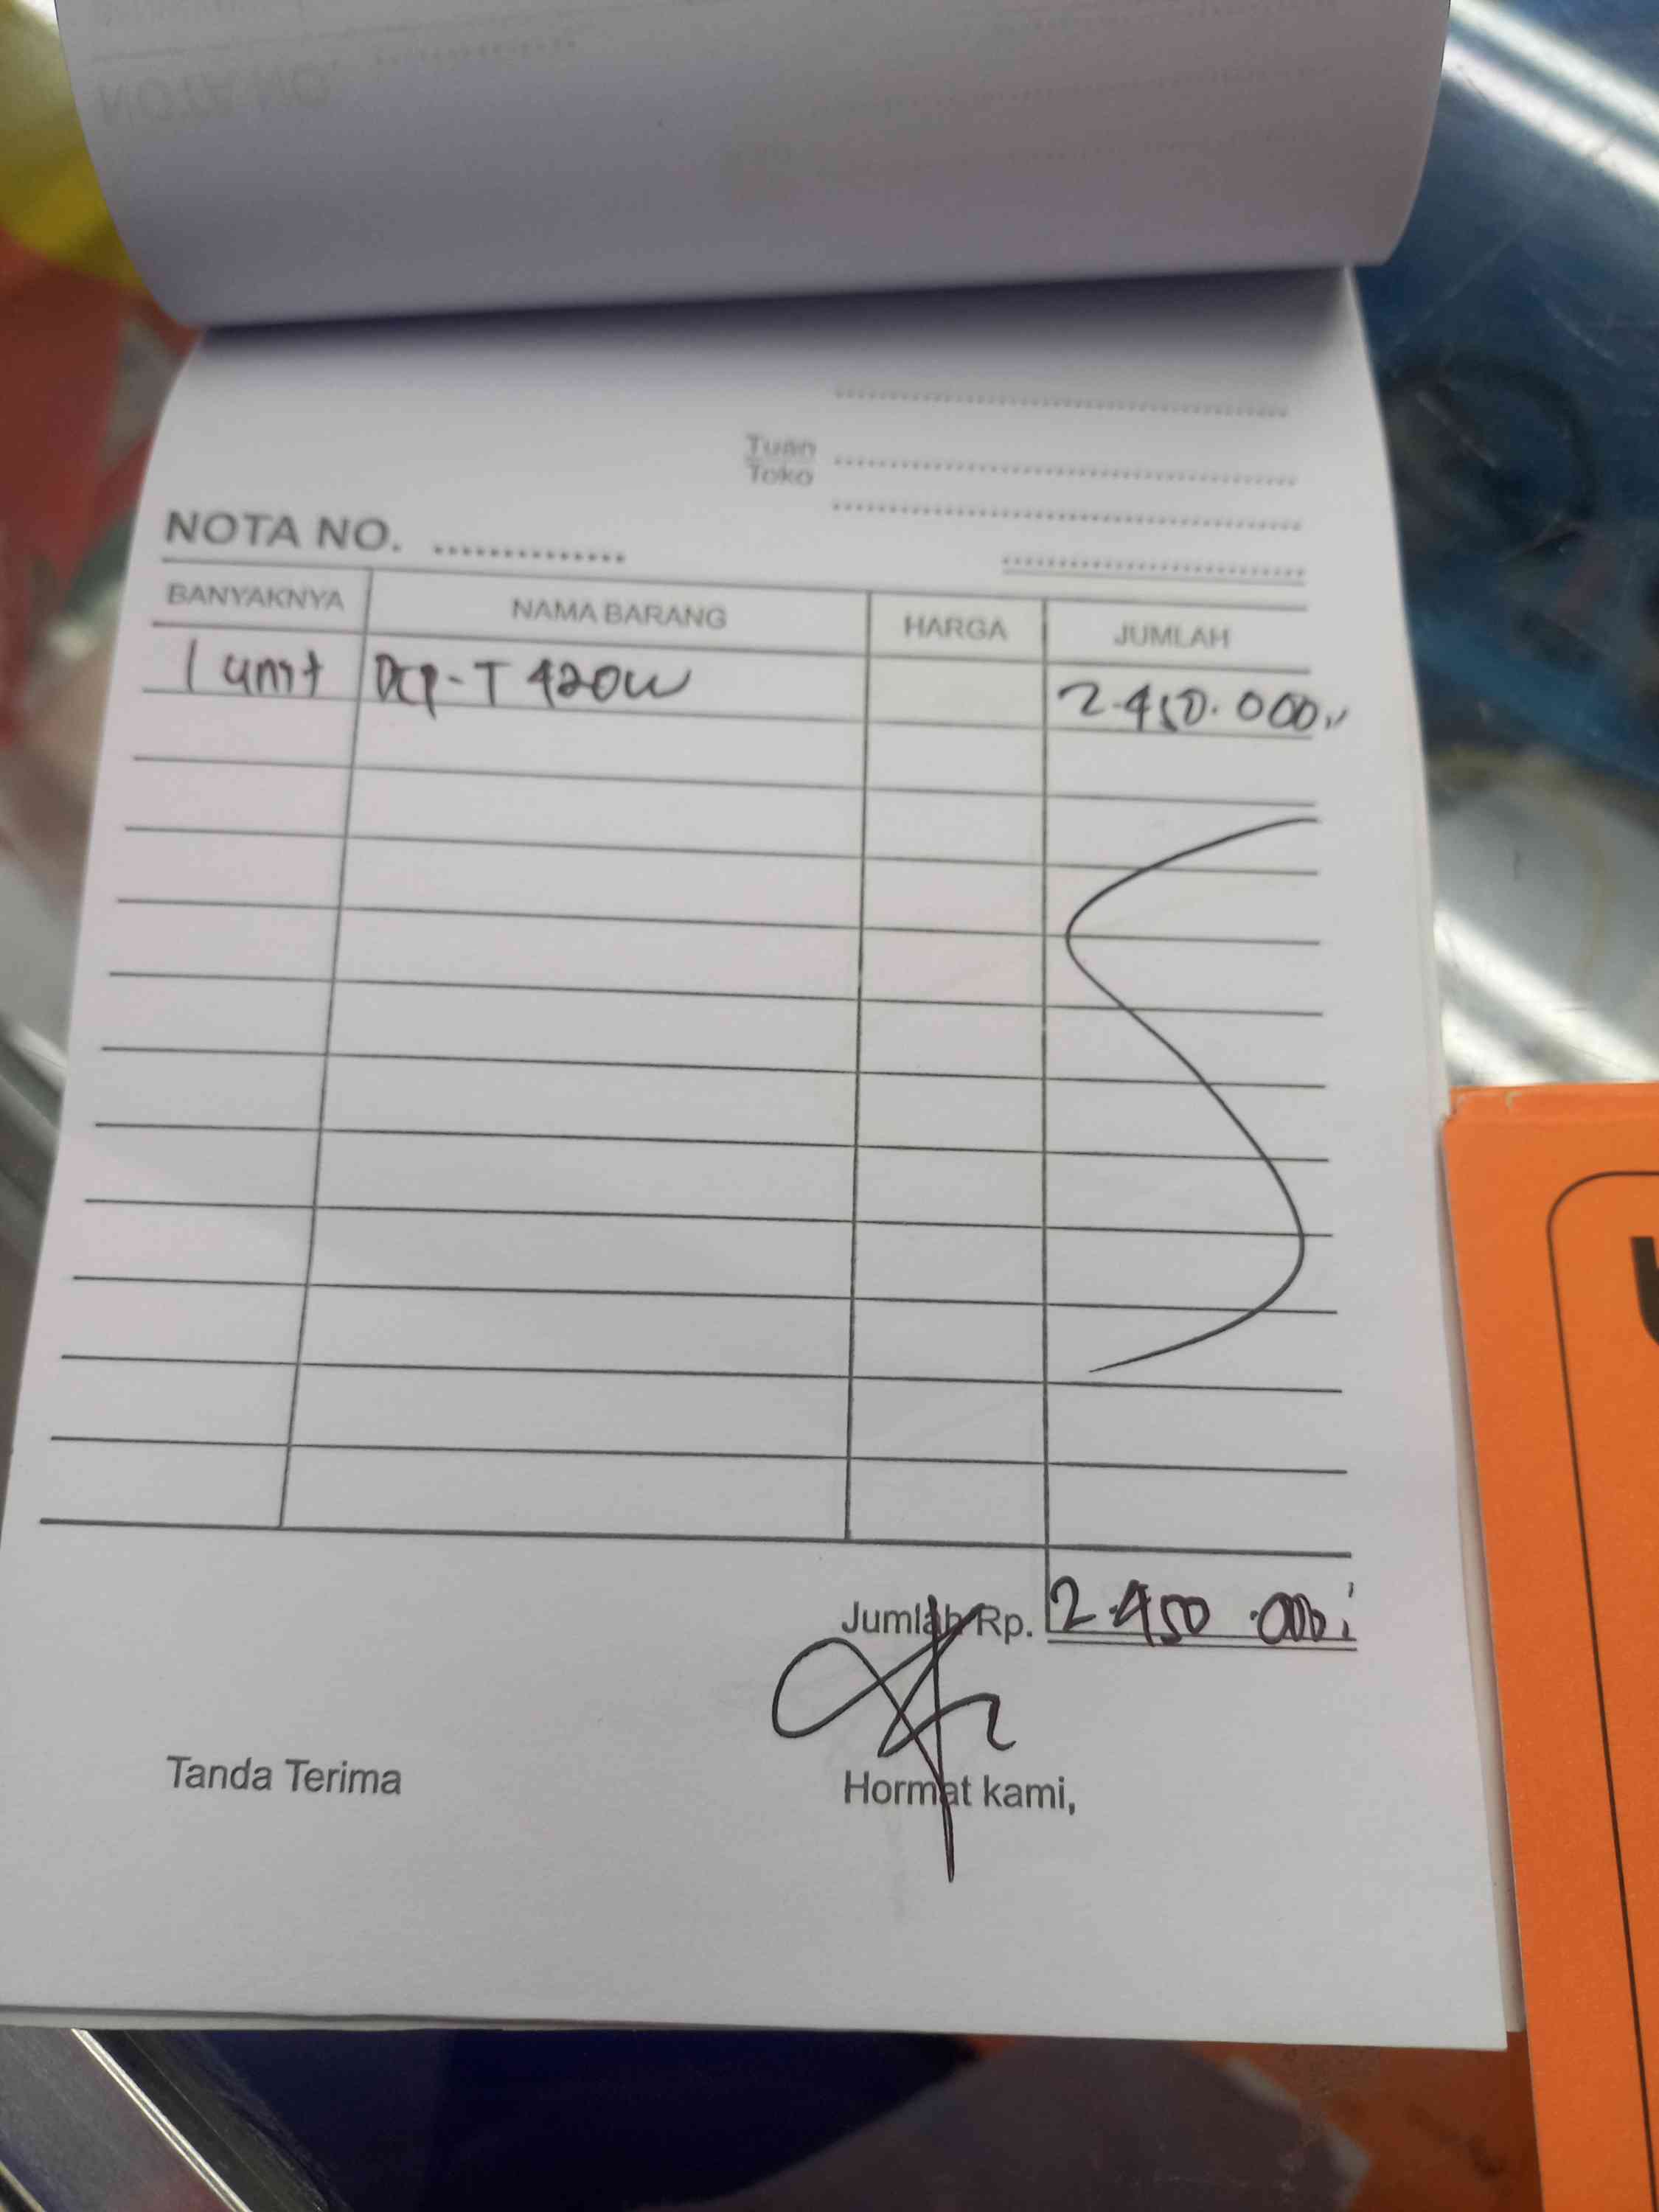 Tuan
Toko
NOTA NO.
BANYAKNYA NAMA BARANG HARGA JUMLAH
1 unit DCP-T 420W 2.450.000,,
Jumlah Rp. 2.450.000,
Tanda Terima Hormat kami,